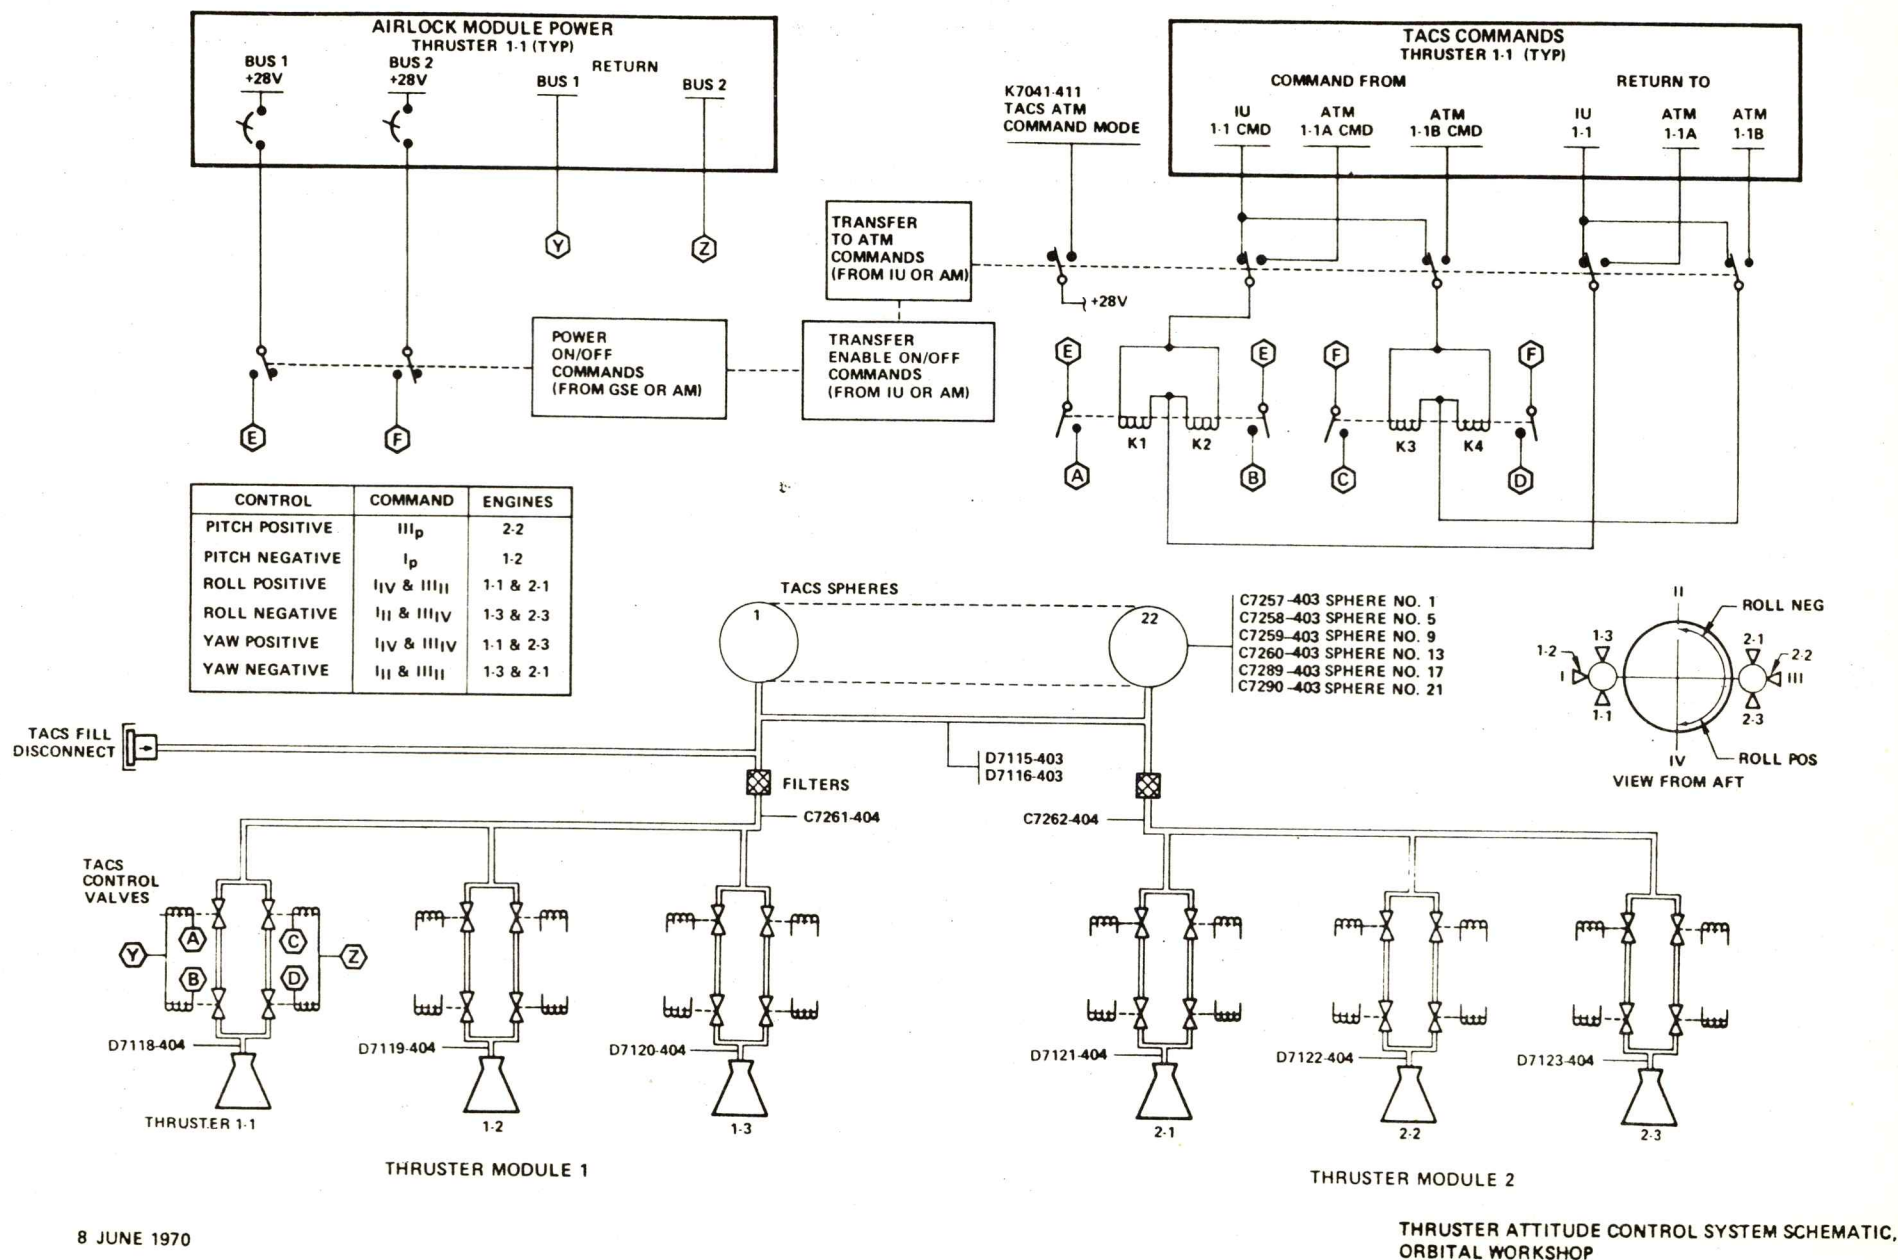 AIRLOCK MODULE POWER
THRUSTER 1-1 (TYP)
BUS 1
+28V
BUS 2
+28V
RETURN
BUS 1
BUS 2
Y
Z
E
F
POWER
ON/OFF
COMMANDS
(FROM GSE OR AM)
TRANSFER
TO ATM
COMMANDS
(FROM IU OR AM)
TRANSFER
ENABLE ON/OFF
COMMANDS
(FROM IU OR AM)
K7041-411
TACS ATM
COMMAND MODE
+28V
TACS COMMANDS
THRUSTER 1-1 (TYP)
COMMAND FROM
RETURN TO
IU
1-1 CMD
ATM
1-1A CMD
ATM
1-1B CMD
IU
1-1
ATM
1-1A
ATM
1-1B
E
E
F
F
K1
K2
K3
K4
A
B
C
D
CONTROL COMMAND ENGINES
PITCH POSITIVE IIIp 2-2
PITCH NEGATIVE Ip 1-2
ROLL POSITIVE IIV & IIIII 1-1 & 2-1
ROLL NEGATIVE III & IIIIV 1-3 & 2-3
YAW POSITIVE IIV & IIIIV 1-1 & 2-3
YAW NEGATIVE III & IIIII 1-3 & 2-1
TACS SPHERES
1
22
C7257-403 SPHERE NO. 1
C7258-403 SPHERE NO. 5
C7259-403 SPHERE NO. 9
C7260-403 SPHERE NO. 13
C7289-403 SPHERE NO. 17
C7290-403 SPHERE NO. 21
II
ROLL NEG
1-3
2-1
1-2
2-2
I
III
1-1
2-3
IV
ROLL POS
VIEW FROM AFT
TACS FILL
DISCONNECT
D7115-403
D7116-403
FILTERS
C7261-404
C7262-404
TACS
CONTROL
VALVES
Y
A
B
C
D
Z
D7118-404
D7119-404
D7120-404
D7121-404
D7122-404
D7123-404
THRUSTER 1-1
1-2
1-3
2-1
2-2
2-3
THRUSTER MODULE 1
THRUSTER MODULE 2
8 JUNE 1970
THRUSTER ATTITUDE CONTROL SYSTEM SCHEMATIC,
ORBITAL WORKSHOP